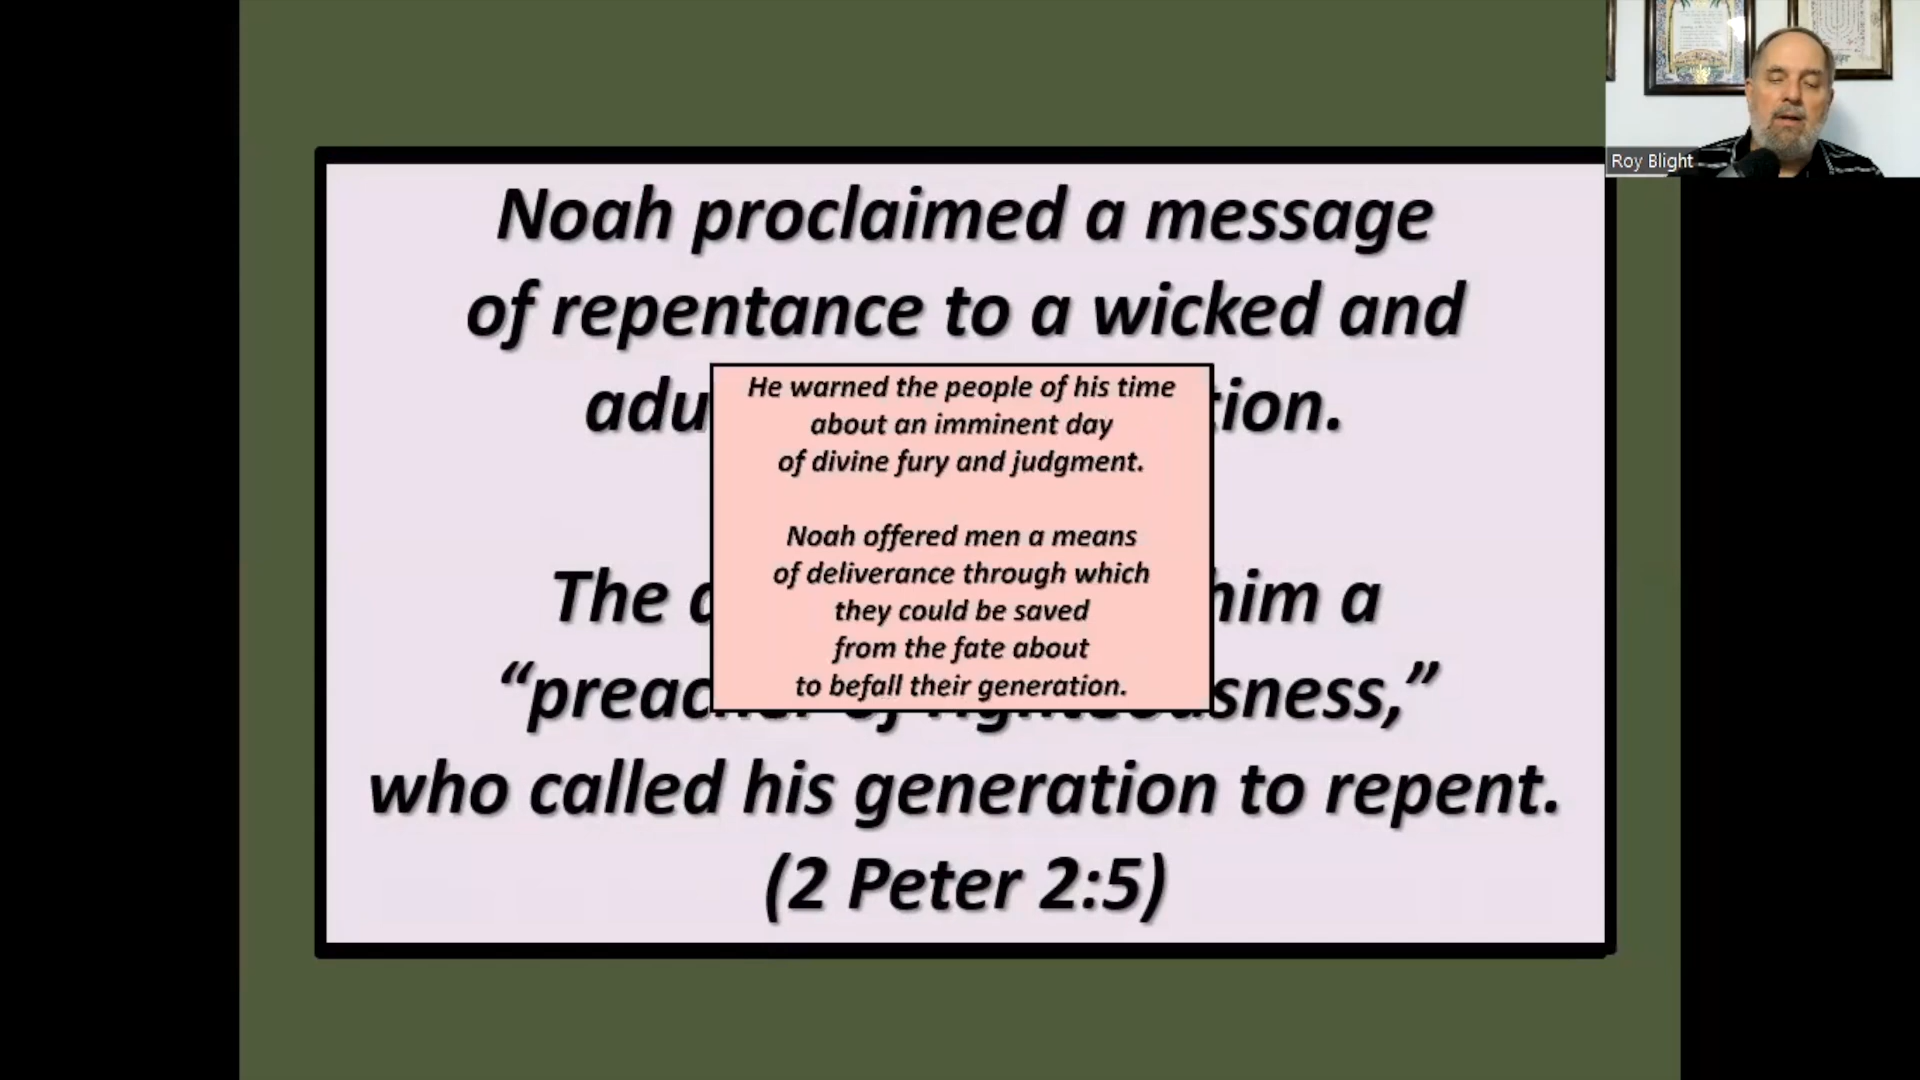 Noah proclaimed a message
of repentance to a wicked and
adu tion.
The him a
“preacher of righteousness,”
who called his generation to repent.
(2 Peter 2:5)
He warned the people of his time
about an imminent day
of divine fury and judgment.
Noah offered men a means
of deliverance through which
they could be saved
from the fate about
to befall their generation.
Roy Blight